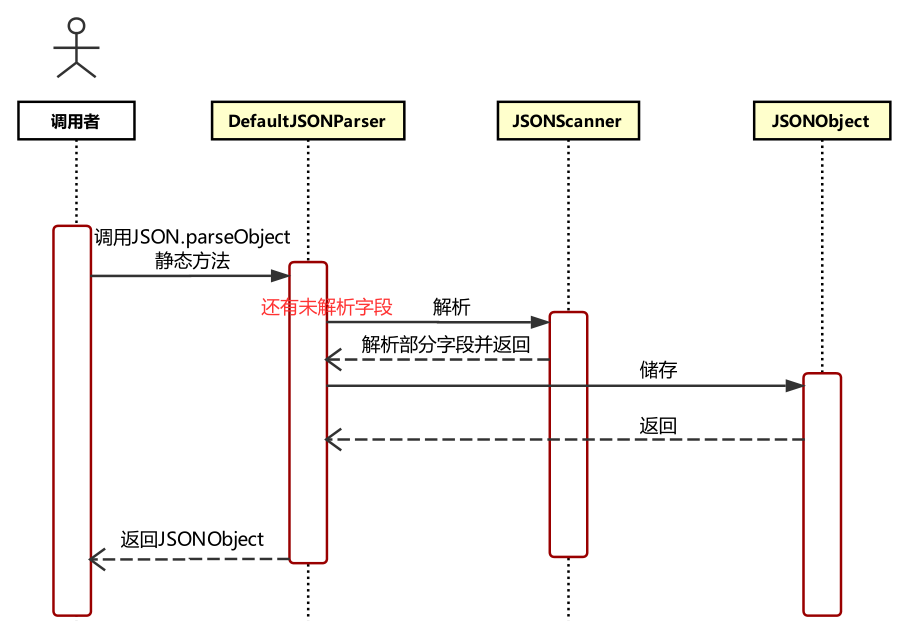 调用者
DefaultJSONParser
JSONScanner
JSONObject
调用JSON.parseObject
静态方法
还有未解析字段
解析
解析部分字段并返回
储存
返回
返回JSONObject